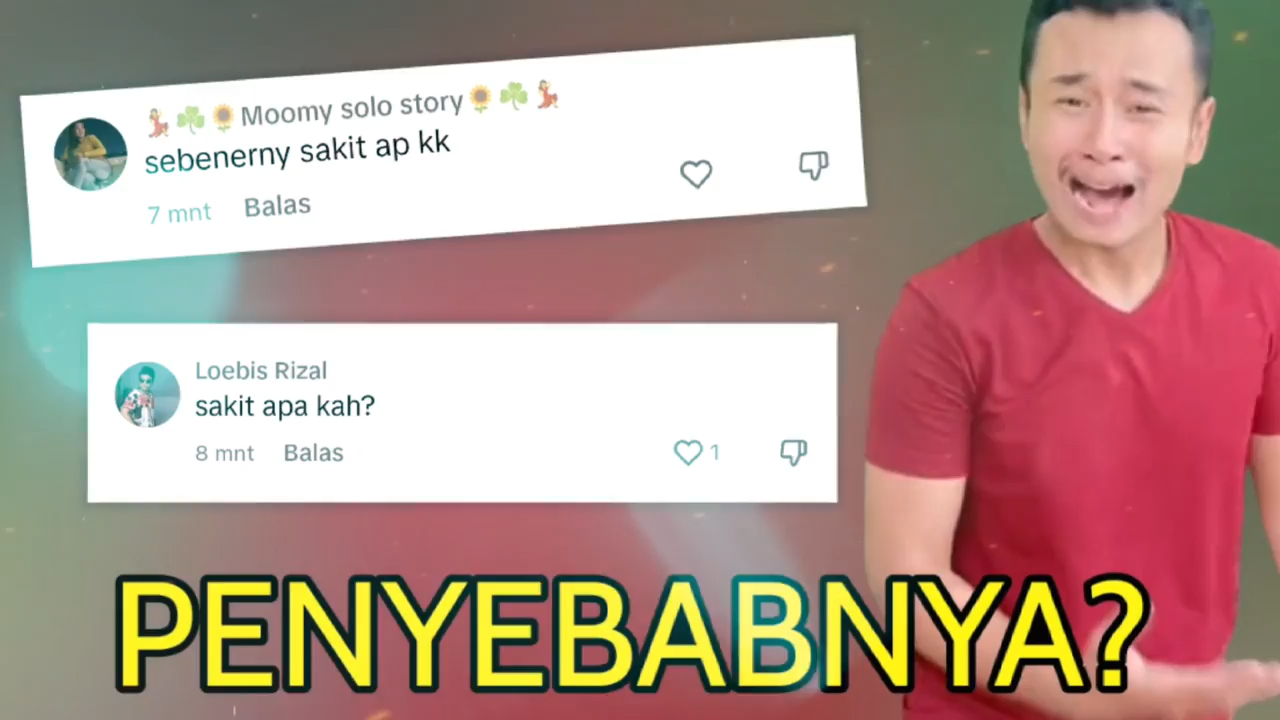 💃☘️🌻Moomy solo story🌻☘️💃
sebenerny sakit ap kk
7 mnt Balas
Loebis Rizal
sakit apa kah?
8 mnt Balas 1
PENYEBABNYA?